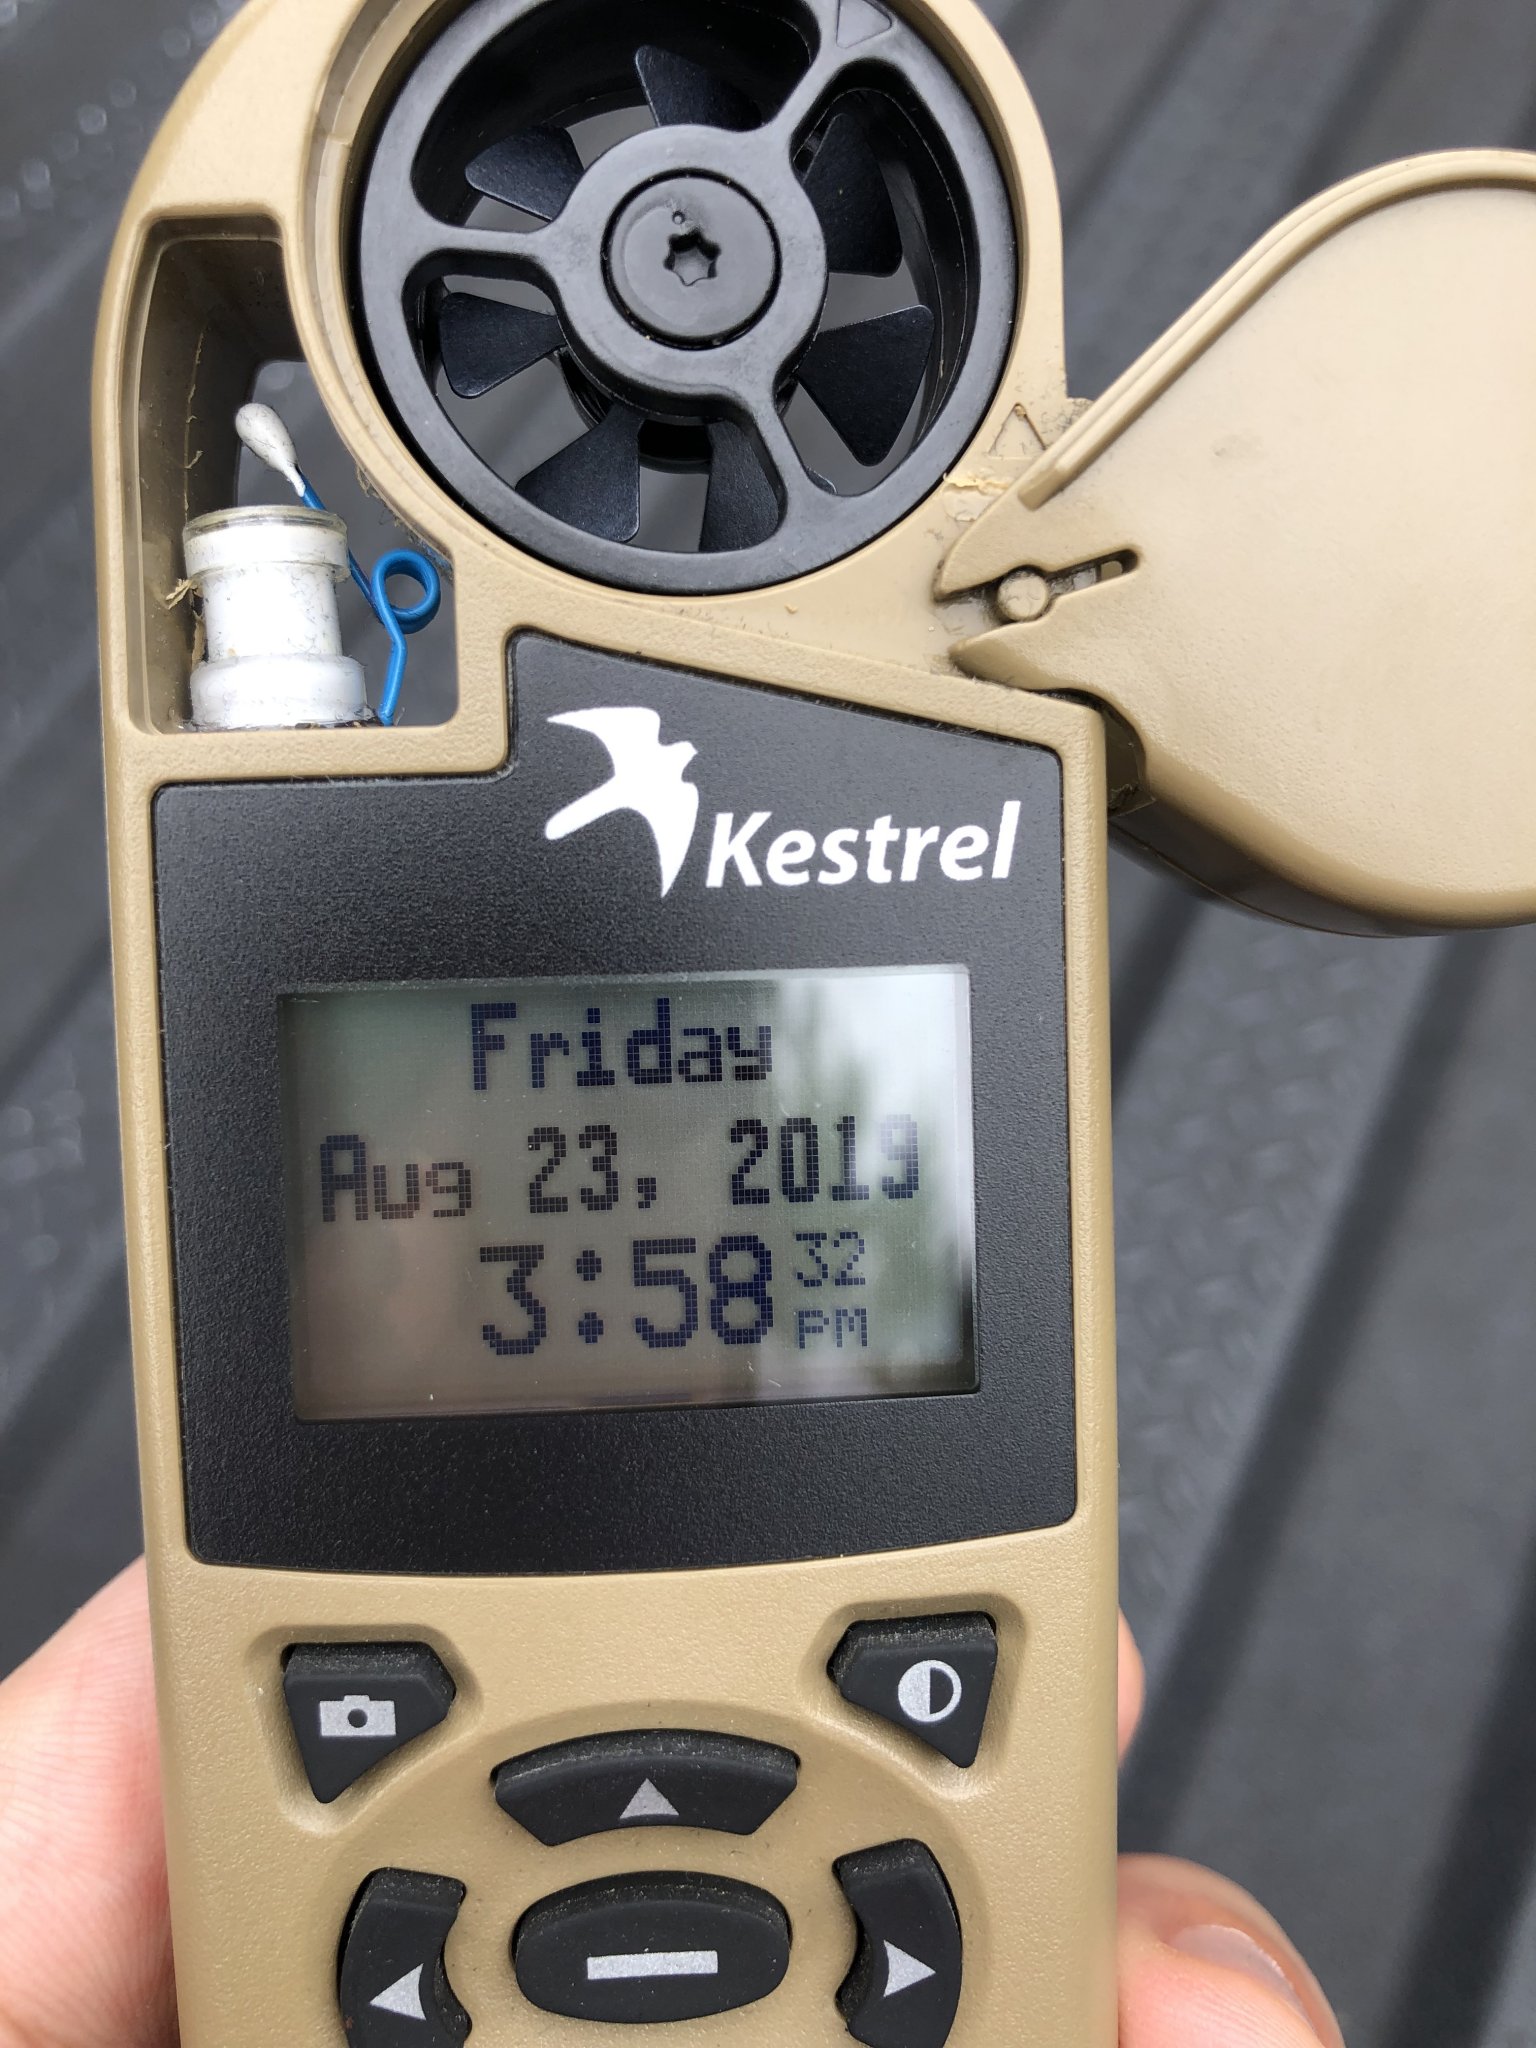 Kestrel
Friday
Aug 23, 2019
3:58 32
PM